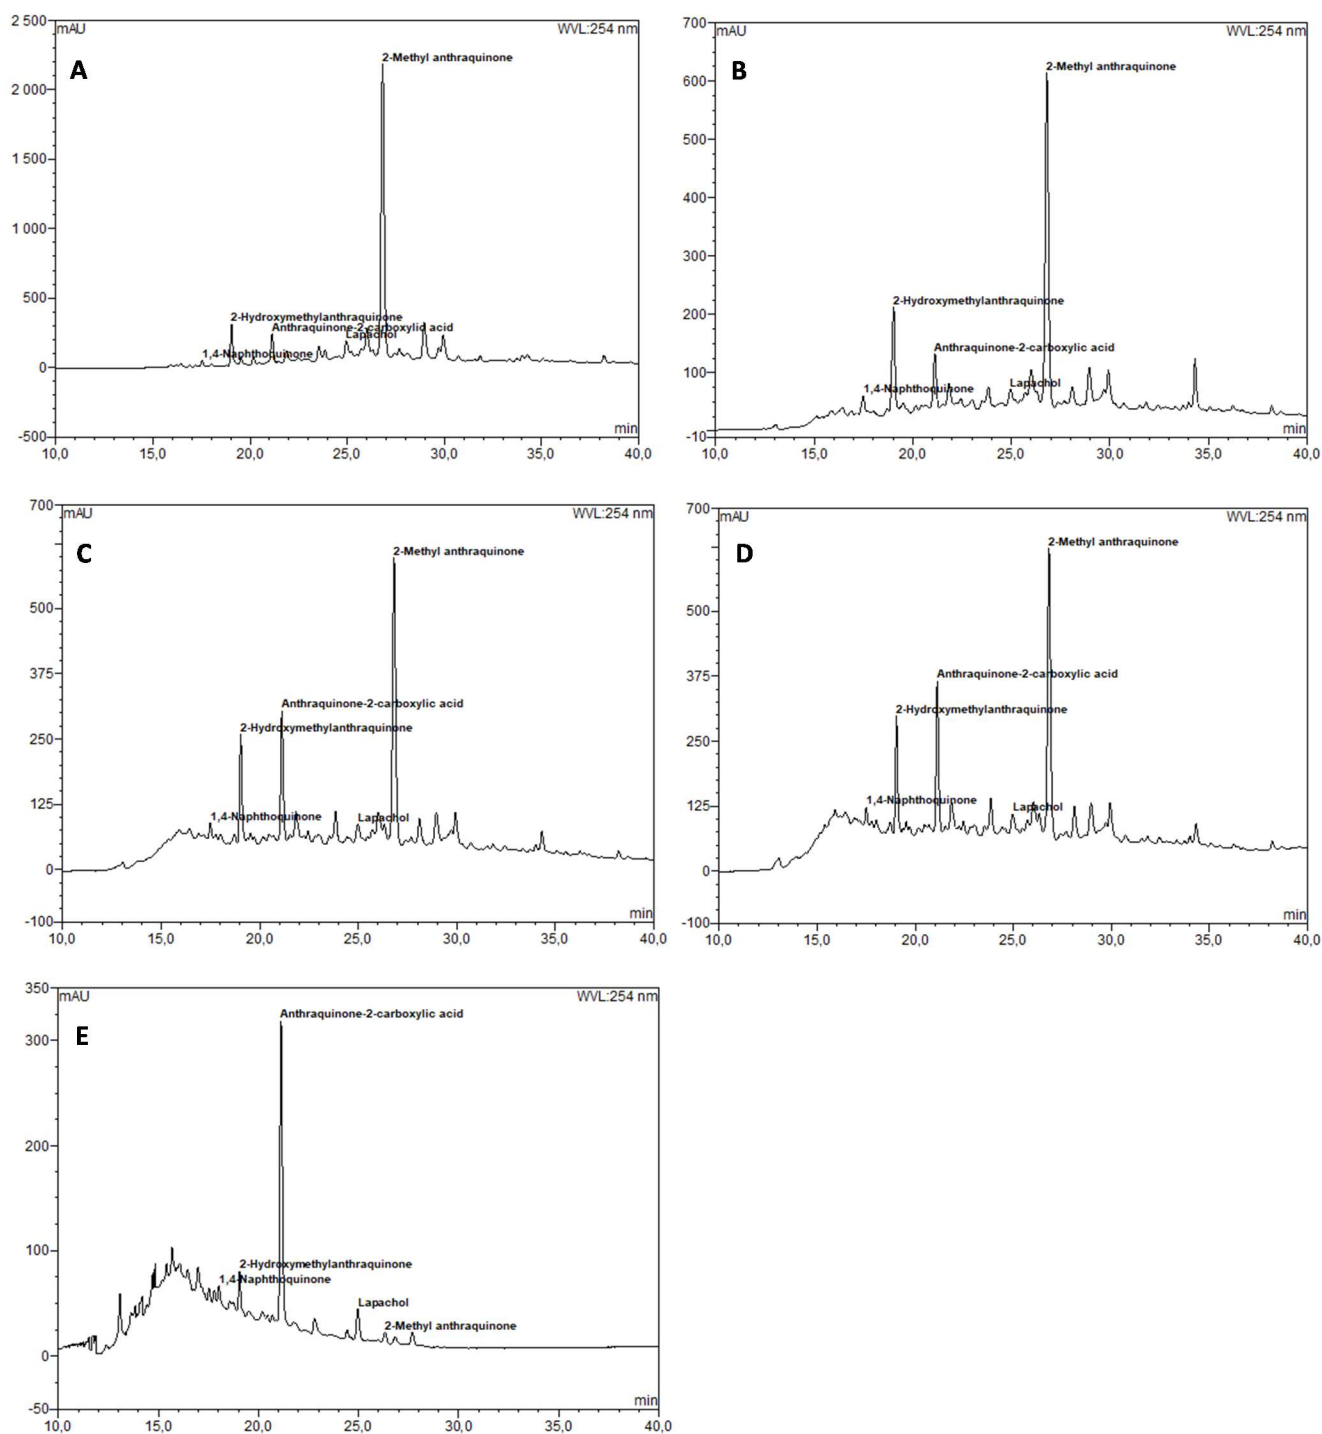 2 500
mAU
WVL:254 nm
A
2-Methyl anthraquinone
2 000
1 500
1 000
500
2-Hydroxymethylanthraquinone
Anthraquinone-2-carboxylic acid
Lapachol
1,4-Naphthoquinone
0
-500
min
10,0 15,0 20,0 25,0 30,0 35,0 40,0
700
mAU
WVL:254 nm
B
2-Methyl anthraquinone
600
500
400
300
2-Hydroxymethylanthraquinone
200
Anthraquinone-2-carboxylic acid
100
1,4-Naphthoquinone
Lapachol
-10
min
10,0 15,0 20,0 25,0 30,0 35,0 40,0
700
mAU
WVL:254 nm
C
2-Methyl anthraquinone
500
375
Anthraquinone-2-carboxylic acid
2-Hydroxymethylanthraquinone
250
125
1,4-Naphthoquinone
Lapachol
0
-100
min
10,0 15,0 20,0 25,0 30,0 35,0 40,0
700
mAU
WVL:254 nm
D
2-Methyl anthraquinone
500
375
Anthraquinone-2-carboxylic acid
2-Hydroxymethylanthraquinone
250
1,4-Naphthoquinone
Lapachol
125
0
-100
min
10,0 15,0 20,0 25,0 30,0 35,0 40,0
350
mAU
WVL:254 nm
Anthraquinone-2-carboxylic acid
E
300
200
100
2-Hydroxymethylanthraquinone
1,4-Naphthoquinone
Lapachol
2-Methyl anthraquinone
0
-50
min
10,0 15,0 20,0 25,0 30,0 35,0 40,0